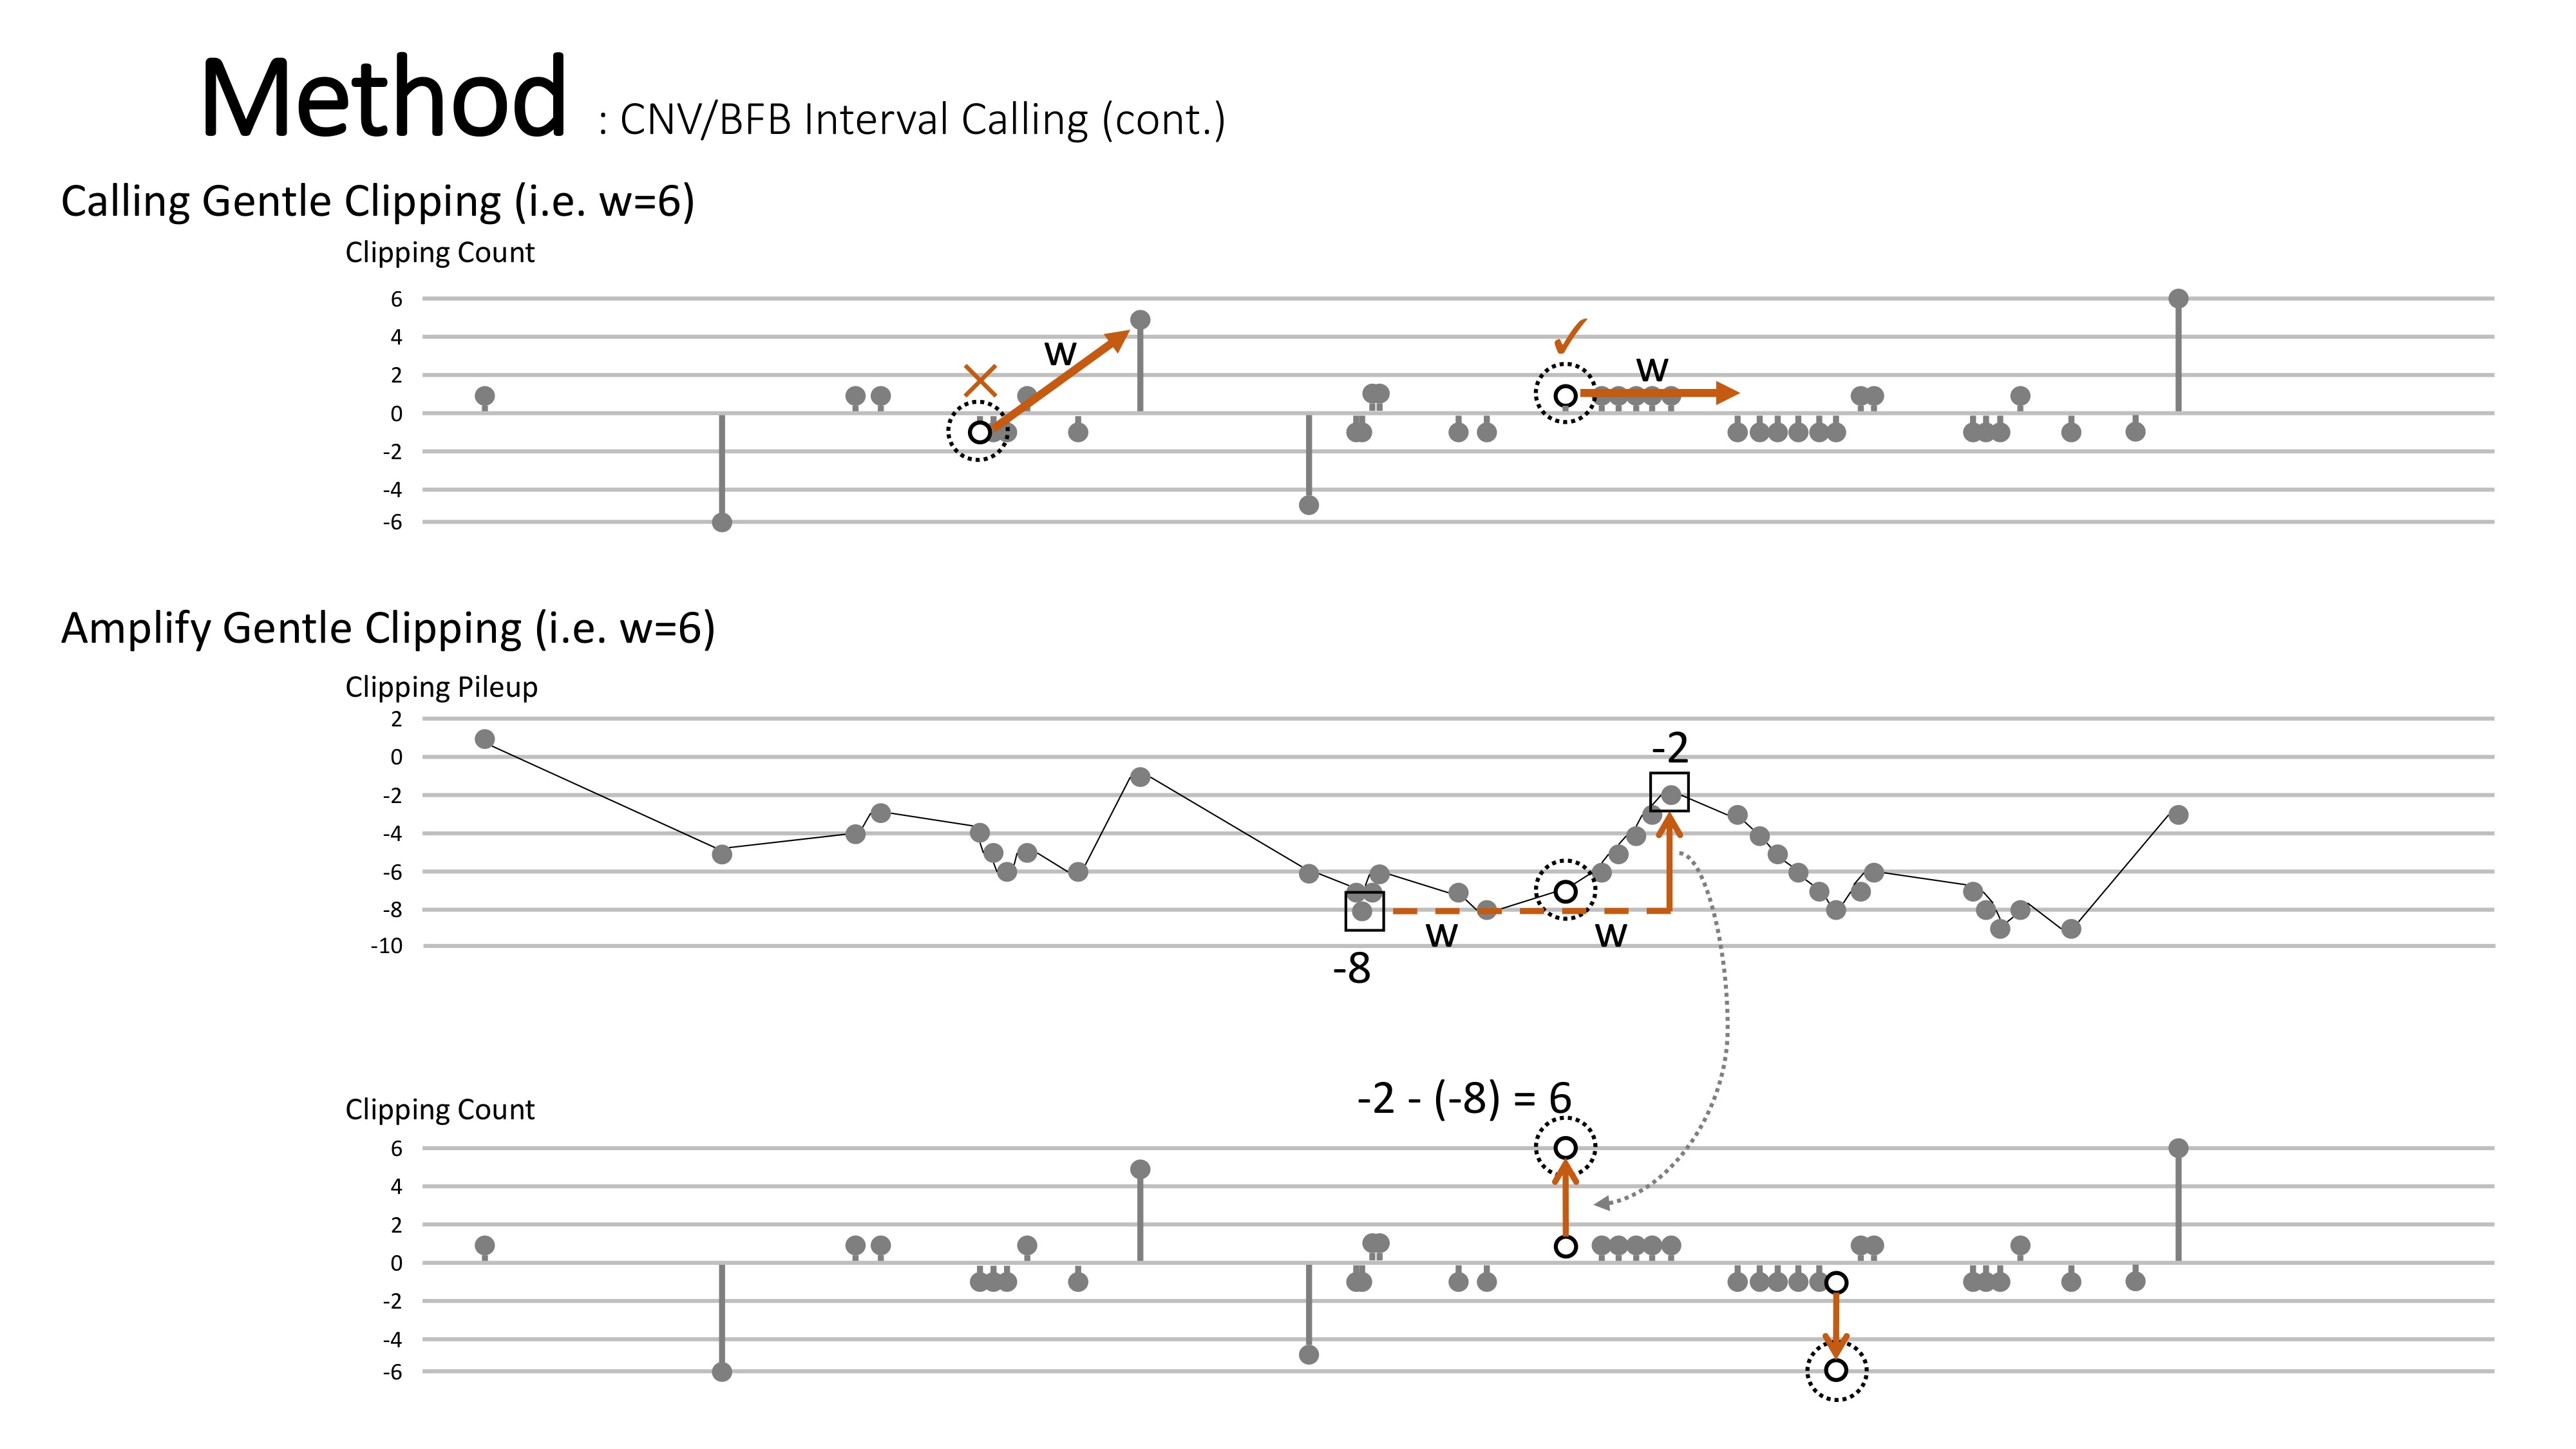 Method : CNV/BFB Interval Calling (cont.)
Calling Gentle Clipping (i.e. w=6)
Clipping Count
6
4
2
0
-2
-4
-6
w
w
Amplify Gentle Clipping (i.e. w=6)
Clipping Pileup
2
0
-2
-4
-6
-8
-10
-2
w
w
-8
-2 - (-8) = 6
Clipping Count
6
4
2
0
-2
-4
-6